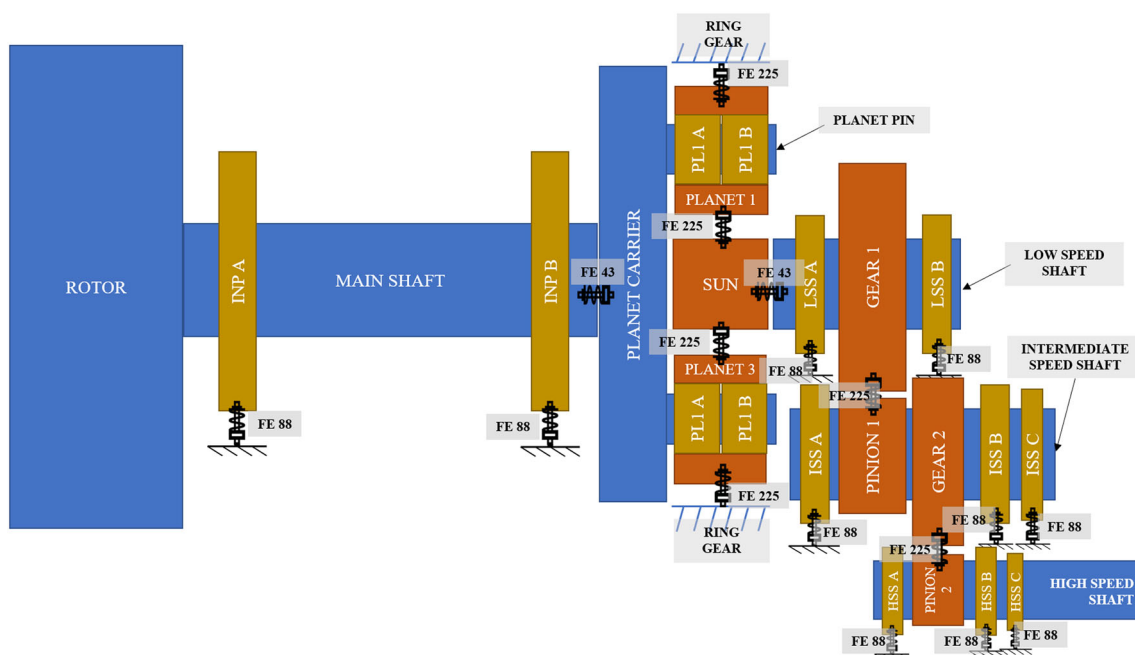 RING
GEAR
FE 225
PL1 A
PL1 B
PLANET PIN
PLANET 1
FE 225
ROTOR
INP A
MAIN SHAFT
INP B
FE 43
PLANET CARRIER
SUN
FE 43
LSS A
GEAR 1
LSS B
LOW SPEED
SHAFT
FE 225
PLANET 3
FE 88
FE 88
INTERMEDIATE
SPEED SHAFT
FE 225
FE 88
FE 88
PL1 A
PL1 B
ISS A
PINION 1
GEAR 2
ISS B
ISS C
FE 225
RING
GEAR
FE 88
FE 88
FE 88
FE 225
HSS A
PINION
2
HSS B
HSS C
HIGH SPEED
SHAFT
FE 88
FE 88
FE 88